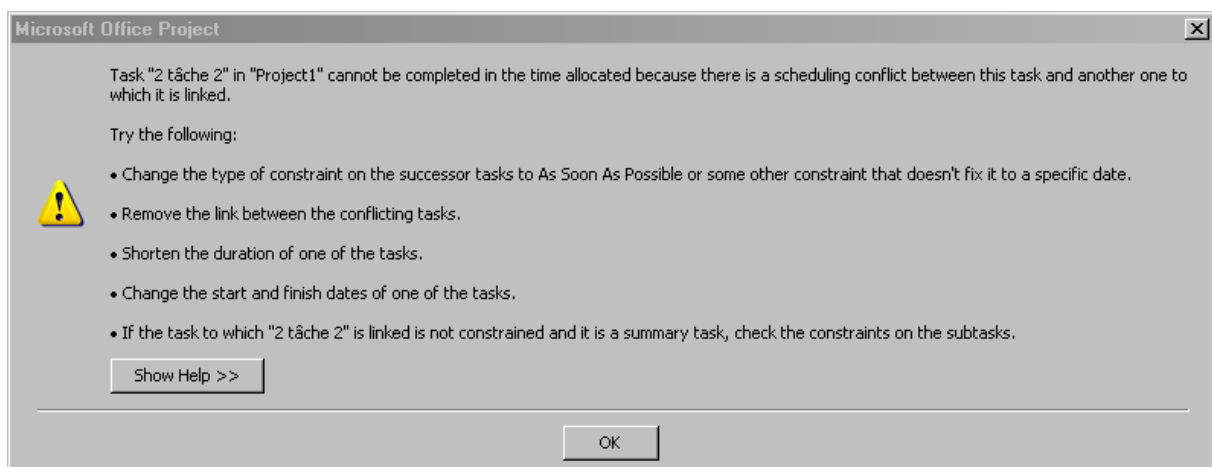 Microsoft Office Project
Task "2 tâche 2" in "Project1" cannot be completed in the time allocated because there is a scheduling conflict between this task and another one to
which it is linked.
Try the following:
• Change the type of constraint on the successor tasks to As Soon As Possible or some other constraint that doesn't fix it to a specific date.
• Remove the link between the conflicting tasks.
• Shorten the duration of one of the tasks.
• Change the start and finish dates of one of the tasks.
• If the task to which "2 tâche 2" is linked is not constrained and it is a summary task, check the constraints on the subtasks.
Show Help >>
OK